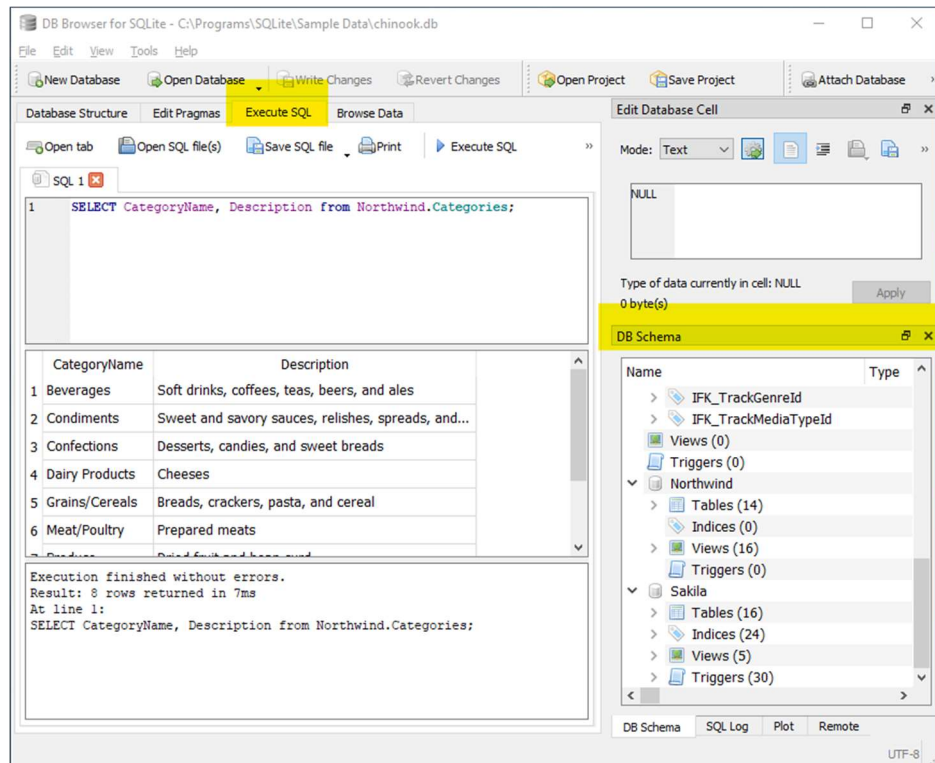 DB Browser for SQLite - C:\Programs\SQLite\Sample Data\chinook.db
File Edit View Tools Help
New Database Open Database Write Changes Revert Changes Open Project Save Project Attach Database »
Database Structure Edit Pragmas Execute SQL Browse Data
Open tab Open SQL file(s) Save SQL file Print Execute SQL »
SQL 1
1 SELECT CategoryName, Description from Northwind.Categories;
CategoryName Description
1 Beverages Soft drinks, coffees, teas, beers, and ales
2 Condiments Sweet and savory sauces, relishes, spreads, and...
3 Confections Desserts, candies, and sweet breads
4 Dairy Products Cheeses
5 Grains/Cereals Breads, crackers, pasta, and cereal
6 Meat/Poultry Prepared meats
Execution finished without errors.
Result: 8 rows returned in 7ms
At line 1:
SELECT CategoryName, Description from Northwind.Categories;
Edit Database Cell
Mode: Text »
NULL
Type of data currently in cell: NULL
0 byte(s)
Apply
DB Schema
Name Type
IFK_TrackGenreId
IFK_TrackMediaTypeId
Views (0)
Triggers (0)
Northwind
Tables (14)
Indices (0)
Views (16)
Triggers (0)
Sakila
Tables (16)
Indices (24)
Views (5)
Triggers (30)
DB Schema SQL Log Plot Remote
UTF-8